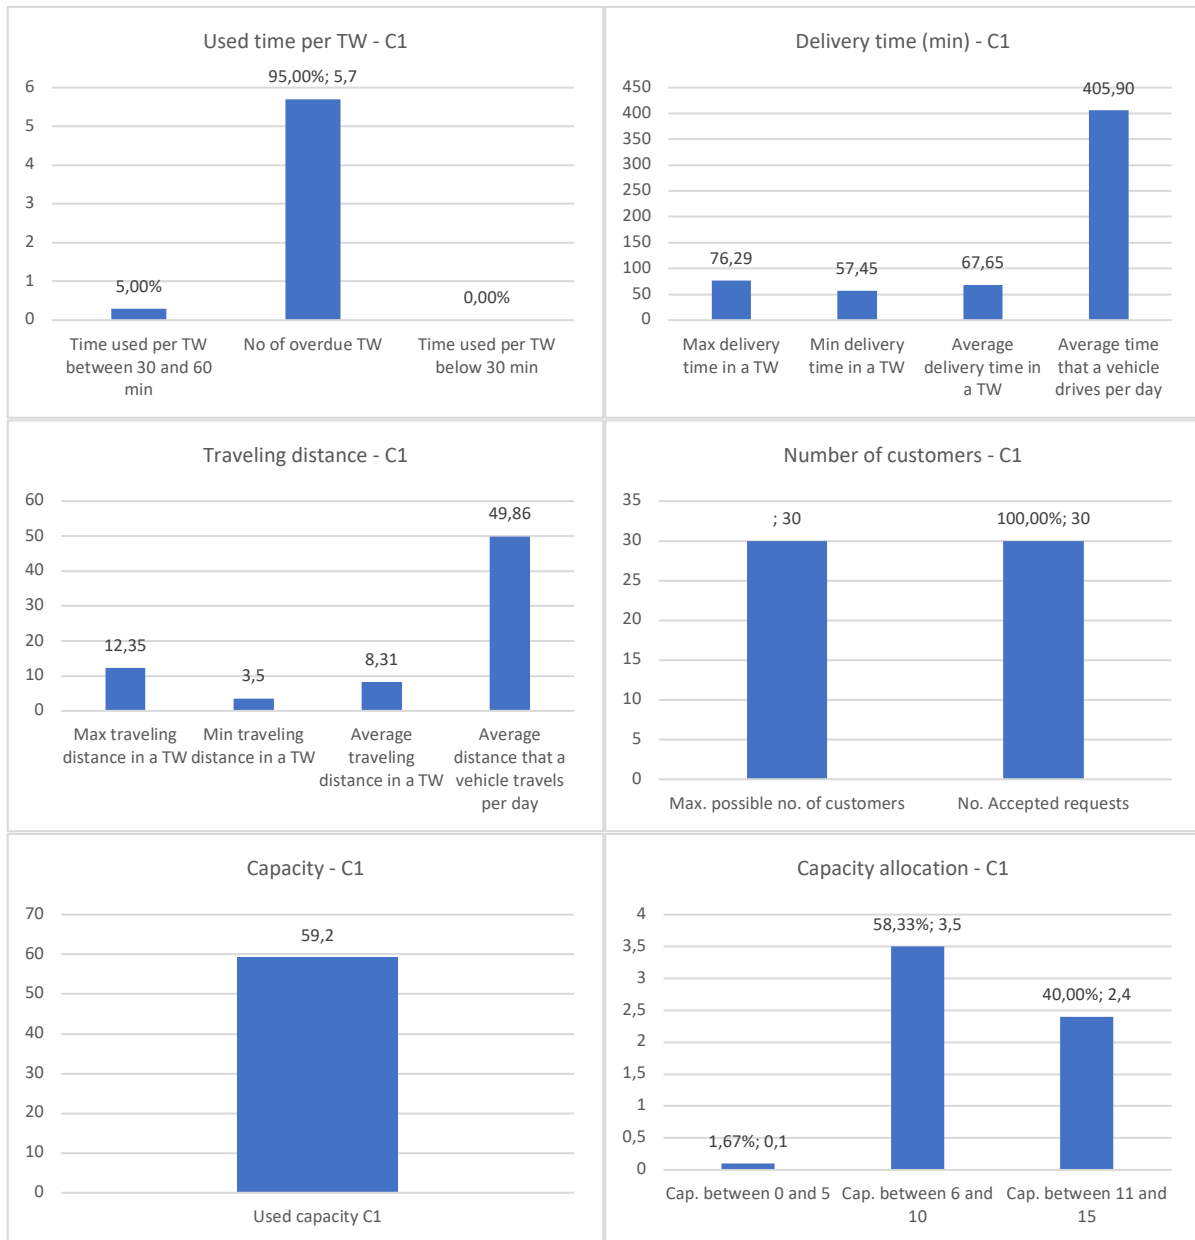 Used time per TW - C1
95,00%; 5,7
6
5
4
3
2
1
0
5,00%
0,00%
Time used per TW
between 30 and 60
min
No of overdue TW
Time used per TW
below 30 min
Delivery time (min) - C1
450
400
350
300
250
200
150
100
50
0
405,90
76,29
57,45
67,65
Max delivery
time in a TW
Min delivery
time in a TW
Average
delivery time in
a TW
Average time
that a vehicle
drives per day
Traveling distance - C1
60
50
40
30
20
10
0
49,86
12,35
3,5
8,31
Max traveling
distance in a TW
Min traveling
distance in a TW
Average
traveling
distance in a TW
Average
distance that a
vehicle travels
per day
Number of customers - C1
35
30
25
20
15
10
5
0
; 30
100,00%; 30
Max. possible no. of customers
No. Accepted requests
Capacity - C1
70
60
50
40
30
20
10
0
59,2
Used capacity C1
Capacity allocation - C1
4
3,5
3
2,5
2
1,5
1
0,5
0
1,67%; 0,1
58,33%; 3,5
40,00%; 2,4
Cap. between 0 and 5
Cap. between 6 and
10
Cap. between 11 and
15